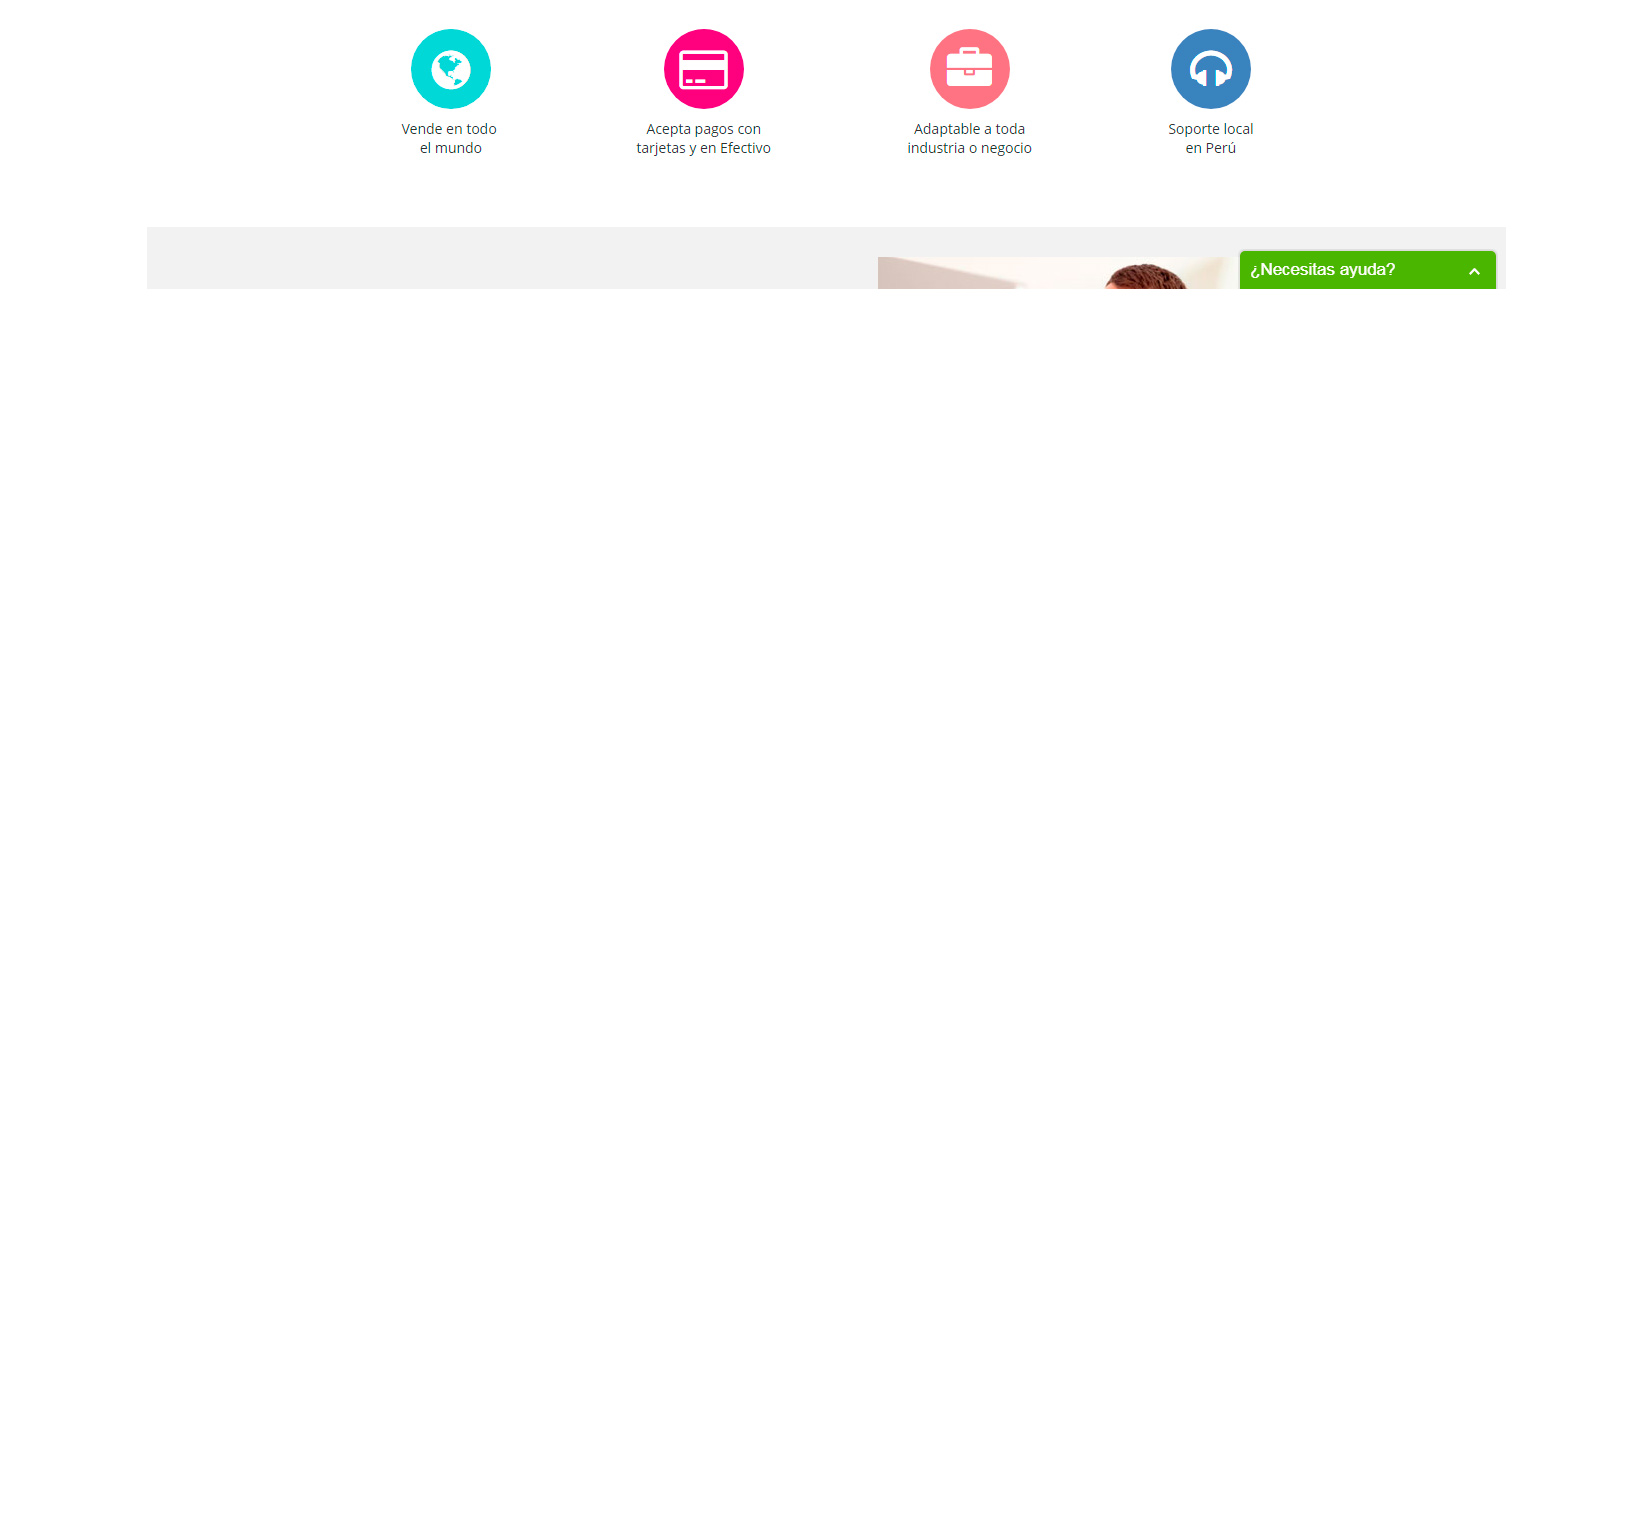 Vende en todo
el mundo
Acepta pagos con
tarjetas y en Efectivo
Adaptable a toda
industria o negocio
Soporte local
en Perú
¿Necesitas ayuda?